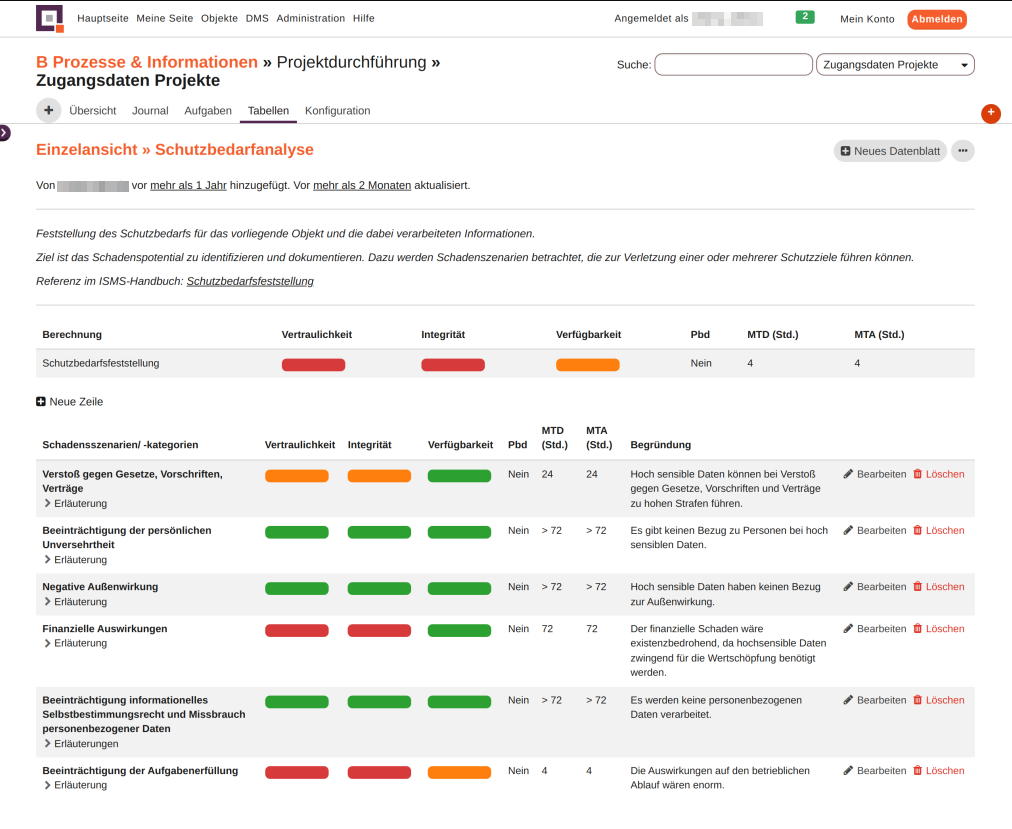 Hauptseite Meine Seite Objekte DMS Administration Hilfe
Angemeldet als
2
Mein Konto
Abmelden
B Prozesse & Informationen » Projektdurchführung »
Zugangsdaten Projekte
Suche:
Zugangsdaten Projekte
Übersicht Journal Aufgaben Tabellen Konfiguration
Einzelansicht » Schutzbedarfanalyse
Neues Datenblatt
Von vor mehr als 1 Jahr hinzugefügt. Vor mehr als 2 Monaten aktualisiert.
Feststellung des Schutzbedarfs für das vorliegende Objekt und die dabei verarbeiteten Informationen.
Ziel ist das Schadenspotential zu identifizieren und dokumentieren. Dazu werden Schadenszenarien betrachtet, die zur Verletzung einer oder mehrerer Schutzziele führen können.
Referenz im ISMS-Handbuch: Schutzbedarfsfeststellung
Berechnung Vertraulichkeit Integrität Verfügbarkeit Pbd MTD (Std.) MTA (Std.)
Schutzbedarfsfeststellung Nein 4 4
Neue Zeile
Schadensszenarien/ -kategorien Vertraulichkeit Integrität Verfügbarkeit Pbd MTD (Std.) MTA (Std.) Begründung
Verstoß gegen Gesetze, Vorschriften,
Verträge
Erläuterung
Nein 24 24
Hoch sensible Daten können bei Verstoß
gegen Gesetze, Vorschriften und Verträge
zu hohen Strafen führen.
Bearbeiten Löschen
Beeinträchtigung der persönlichen
Unversehrtheit
Erläuterung
Nein > 72 > 72
Es gibt keinen Bezug zu Personen bei hoch
sensiblen Daten.
Bearbeiten Löschen
Negative Außenwirkung
Erläuterung
Nein > 72 > 72
Hoch sensible Daten haben keinen Bezug
zur Außenwirkung.
Bearbeiten Löschen
Finanzielle Auswirkungen
Erläuterung
Nein 72 72
Der finanzielle Schaden wäre
existenzbedrohend, da hochsensible Daten
zwingend für die Wertschöpfung benötigt
werden.
Bearbeiten Löschen
Beeinträchtigung informationelles
Selbstbestimmungsrecht und Missbrauch
personenbezogener Daten
Erläuterungen
Nein > 72 > 72
Es werden keine personenbezogenen
Daten verarbeitet.
Bearbeiten Löschen
Beeinträchtigung der Aufgabenerfüllung
Erläuterung
Nein 4 4
Die Auswirkungen auf den betrieblichen
Ablauf wären enorm.
Bearbeiten Löschen